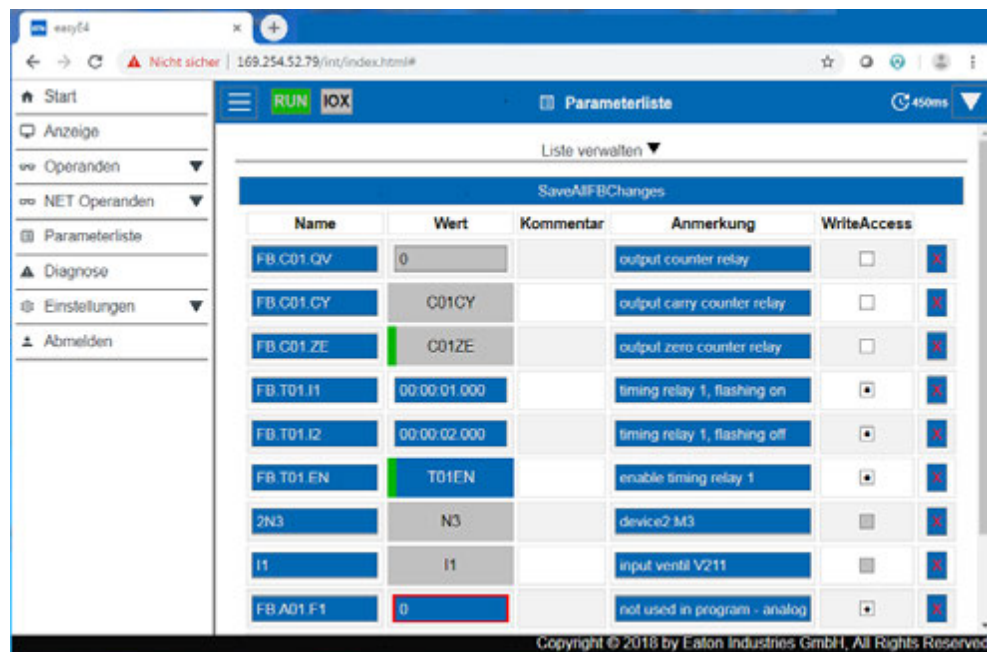 easyE4
Nicht sicher | 169.254.52.79/int/index.html#
Start
Anzeige
Operanden
NET Operanden
Parameterliste
Diagnose
Einstellungen
Abmelden
RUN IOX Parameterliste 450ms
Liste verwalten
SaveAllFBChanges
Name Wert Kommentar Anmerkung WriteAccess
FB.C01.QV 0 output counter relay X
FB.C01.CY C01CY output carry counter relay X
FB.C01.ZE C01ZE output zero counter relay X
FB.T01.I1 00:00:01.000 timing relay 1, flashing on X
FB.T01.I2 00:00:02.000 timing relay 1, flashing off X
FB.T01.EN T01EN enable timing relay 1 X
2N3 N3 device2:M3 X
I1 I1 input ventil V211 X
FB.A01.F1 0 not used in program - analog X
Copyright © 2018 by Eaton Industries GmbH, All Rights Reserved